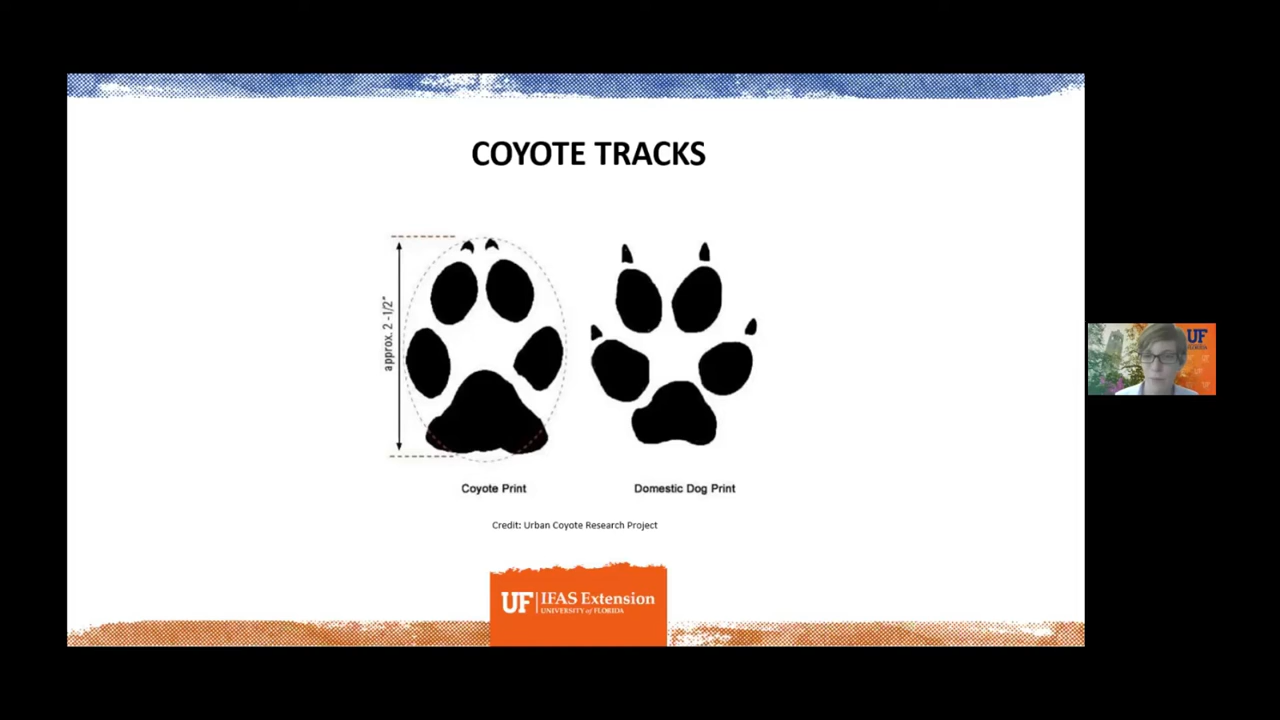 COYOTE TRACKS
approx. 2 -1/2"
Coyote Print
Domestic Dog Print
Credit: Urban Coyote Research Project
UF IFAS Extension
UNIVERSITY of FLORIDA
UF